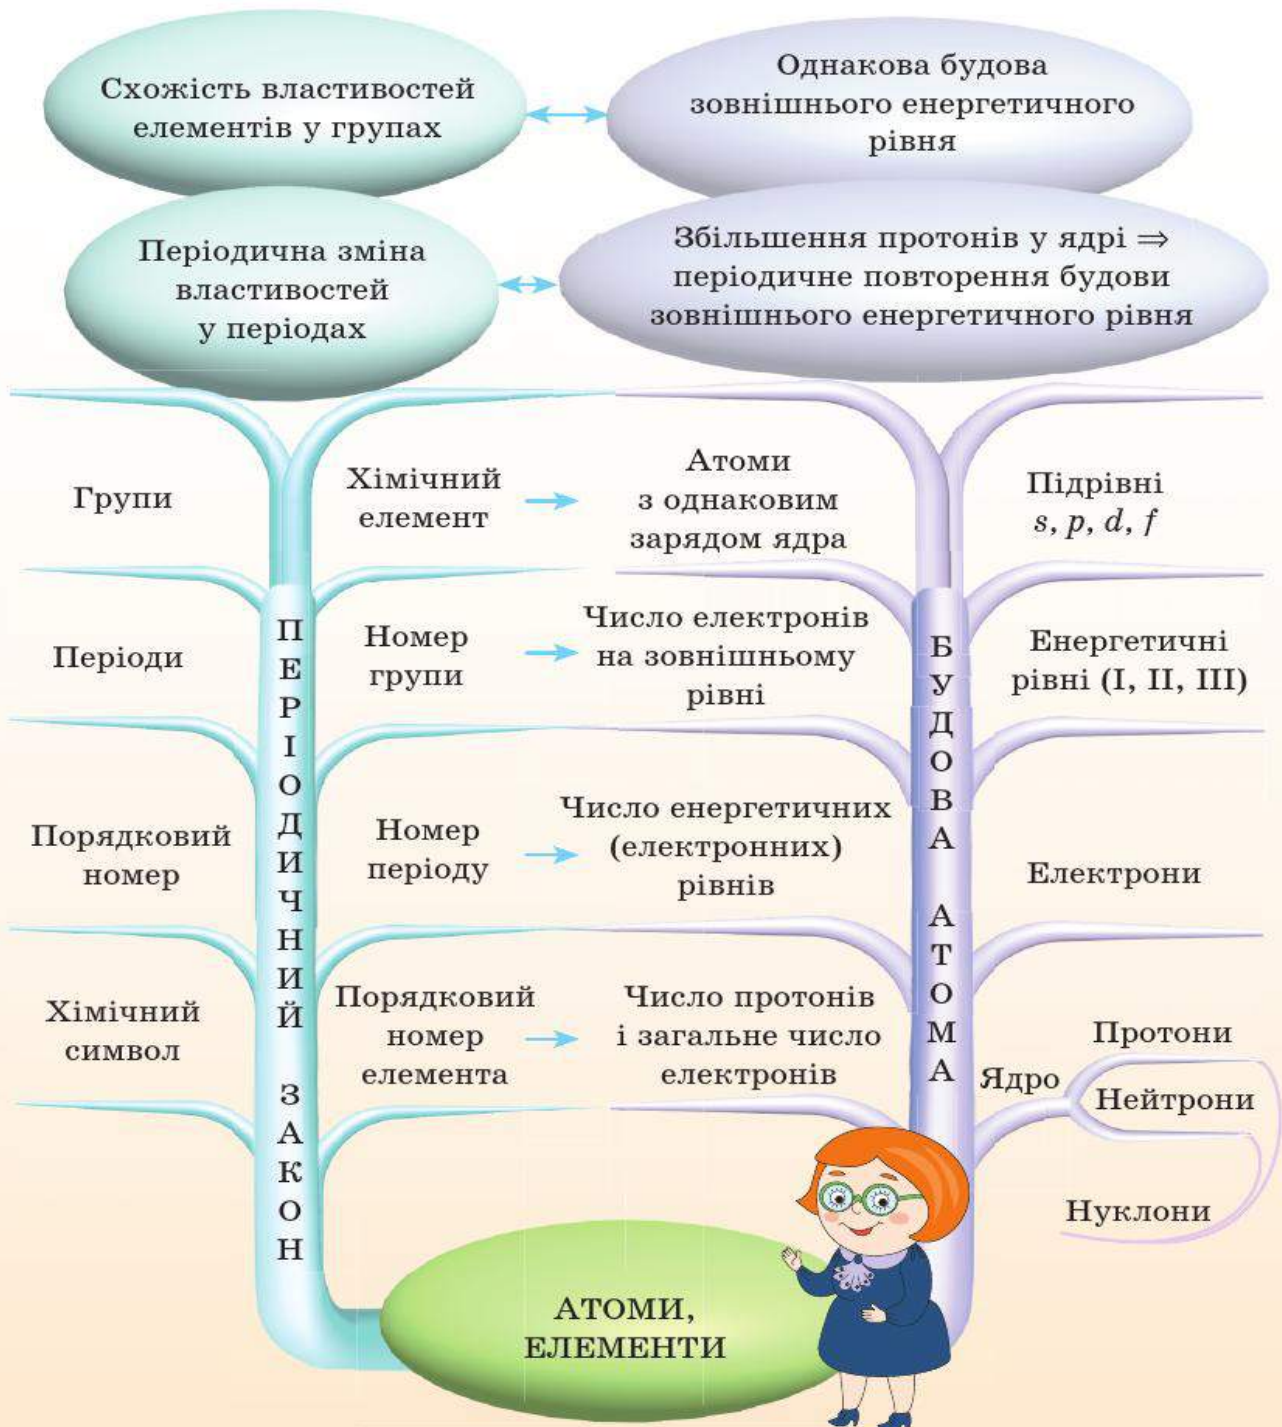 Схожість властивостей
елементів у групах
Однакова будова
зовнішнього енергетичного
рівня
Періодична зміна
властивостей
у періодах
Збільшення протонів у ядрі ⇒
періодичне повторення будови
зовнішнього енергетичного рівня
Групи
Хімічний
елемент
Атоми
з однаковим
зарядом ядра
Підрівні
s, p, d, f
Періоди
Номер
групи
Число електронів
на зовнішньому
рівні
Енергетичні
рівні (I, II, III)
Порядковий
номер
Номер
періоду
Число енергетичних
(електронних)
рівнів
Електрони
Хімічний
символ
Порядковий
номер
елемента
Число протонів
і загальне число
електронів
Ядро
Протони
Нейтрони
Нуклони
ПЕРІОДИЧНИЙ ЗАКОН
БУДОВА АТОМА
АТОМИ,
ЕЛЕМЕНТИ